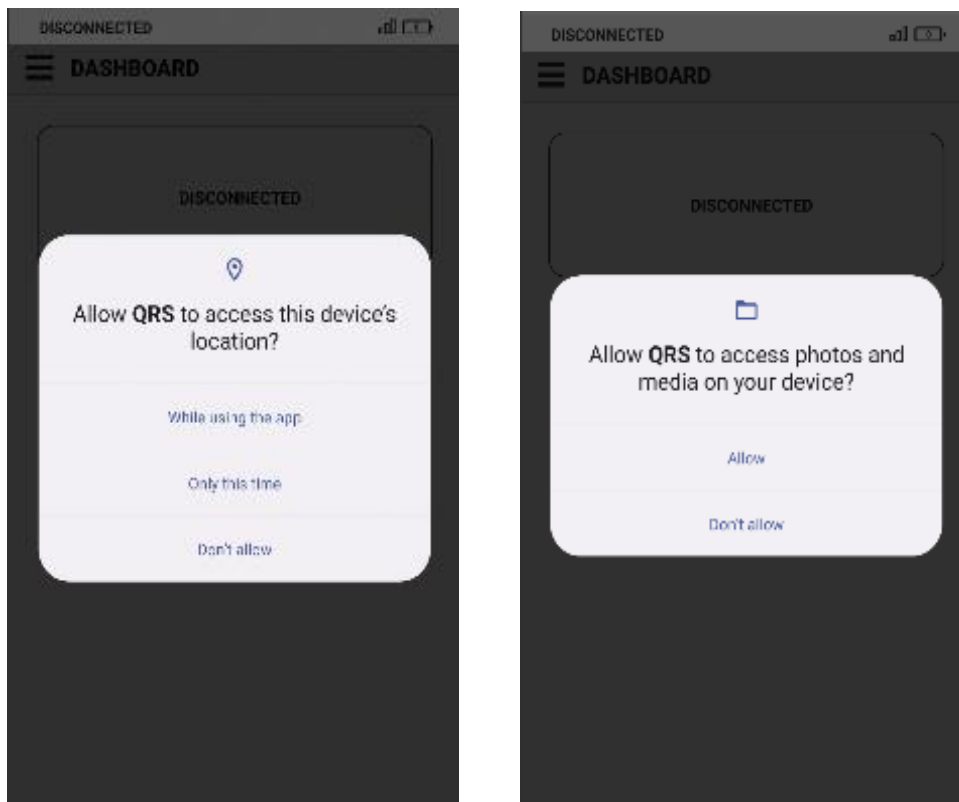 DISCONNECTED
DASHBOARD
DISCONNECTED
Allow QRS to access this device's
location?
While using the app
Only this time
Don't allow
DISCONNECTED
DASHBOARD
DISCONNECTED
Allow QRS to access photos and
media on your device?
Allow
Don't allow